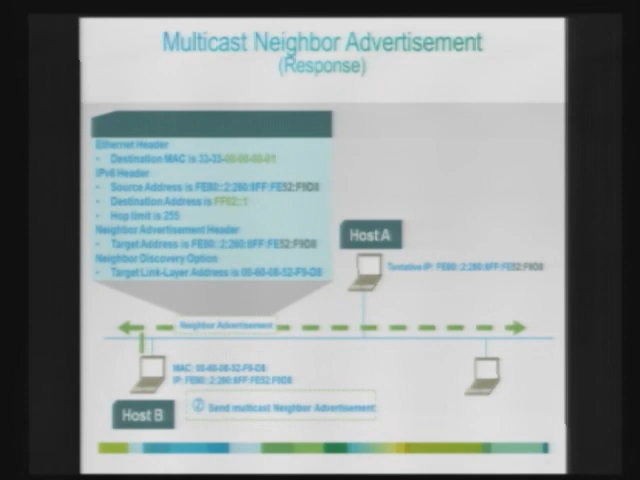 Multicast Neighbor Advertisement
(Response)
Ethernet Header
• Destination MAC is 33-33-00-00-00-01
IPv6 Header
• Source Address is FE80::2:260:8FF:FE52:F9D8
• Destination Address is FF02::1
• Hop limit is 255
Neighbor Advertisement Header
• Target Address is FE80::2:260:8FF:FE52:F9D8
Neighbor Discovery Option
• Target Link-Layer Address is 00-60-08-52-F9-D8
Host A
Tentative IP: FE80::2:260:8FF:FE52:F9D8
Neighbor Advertisement
MAC: 00-60-08-52-F9-D8
IP: FE80::2:260:8FF:FE52:F9D8
② Send multicast Neighbor Advertisement
Host B